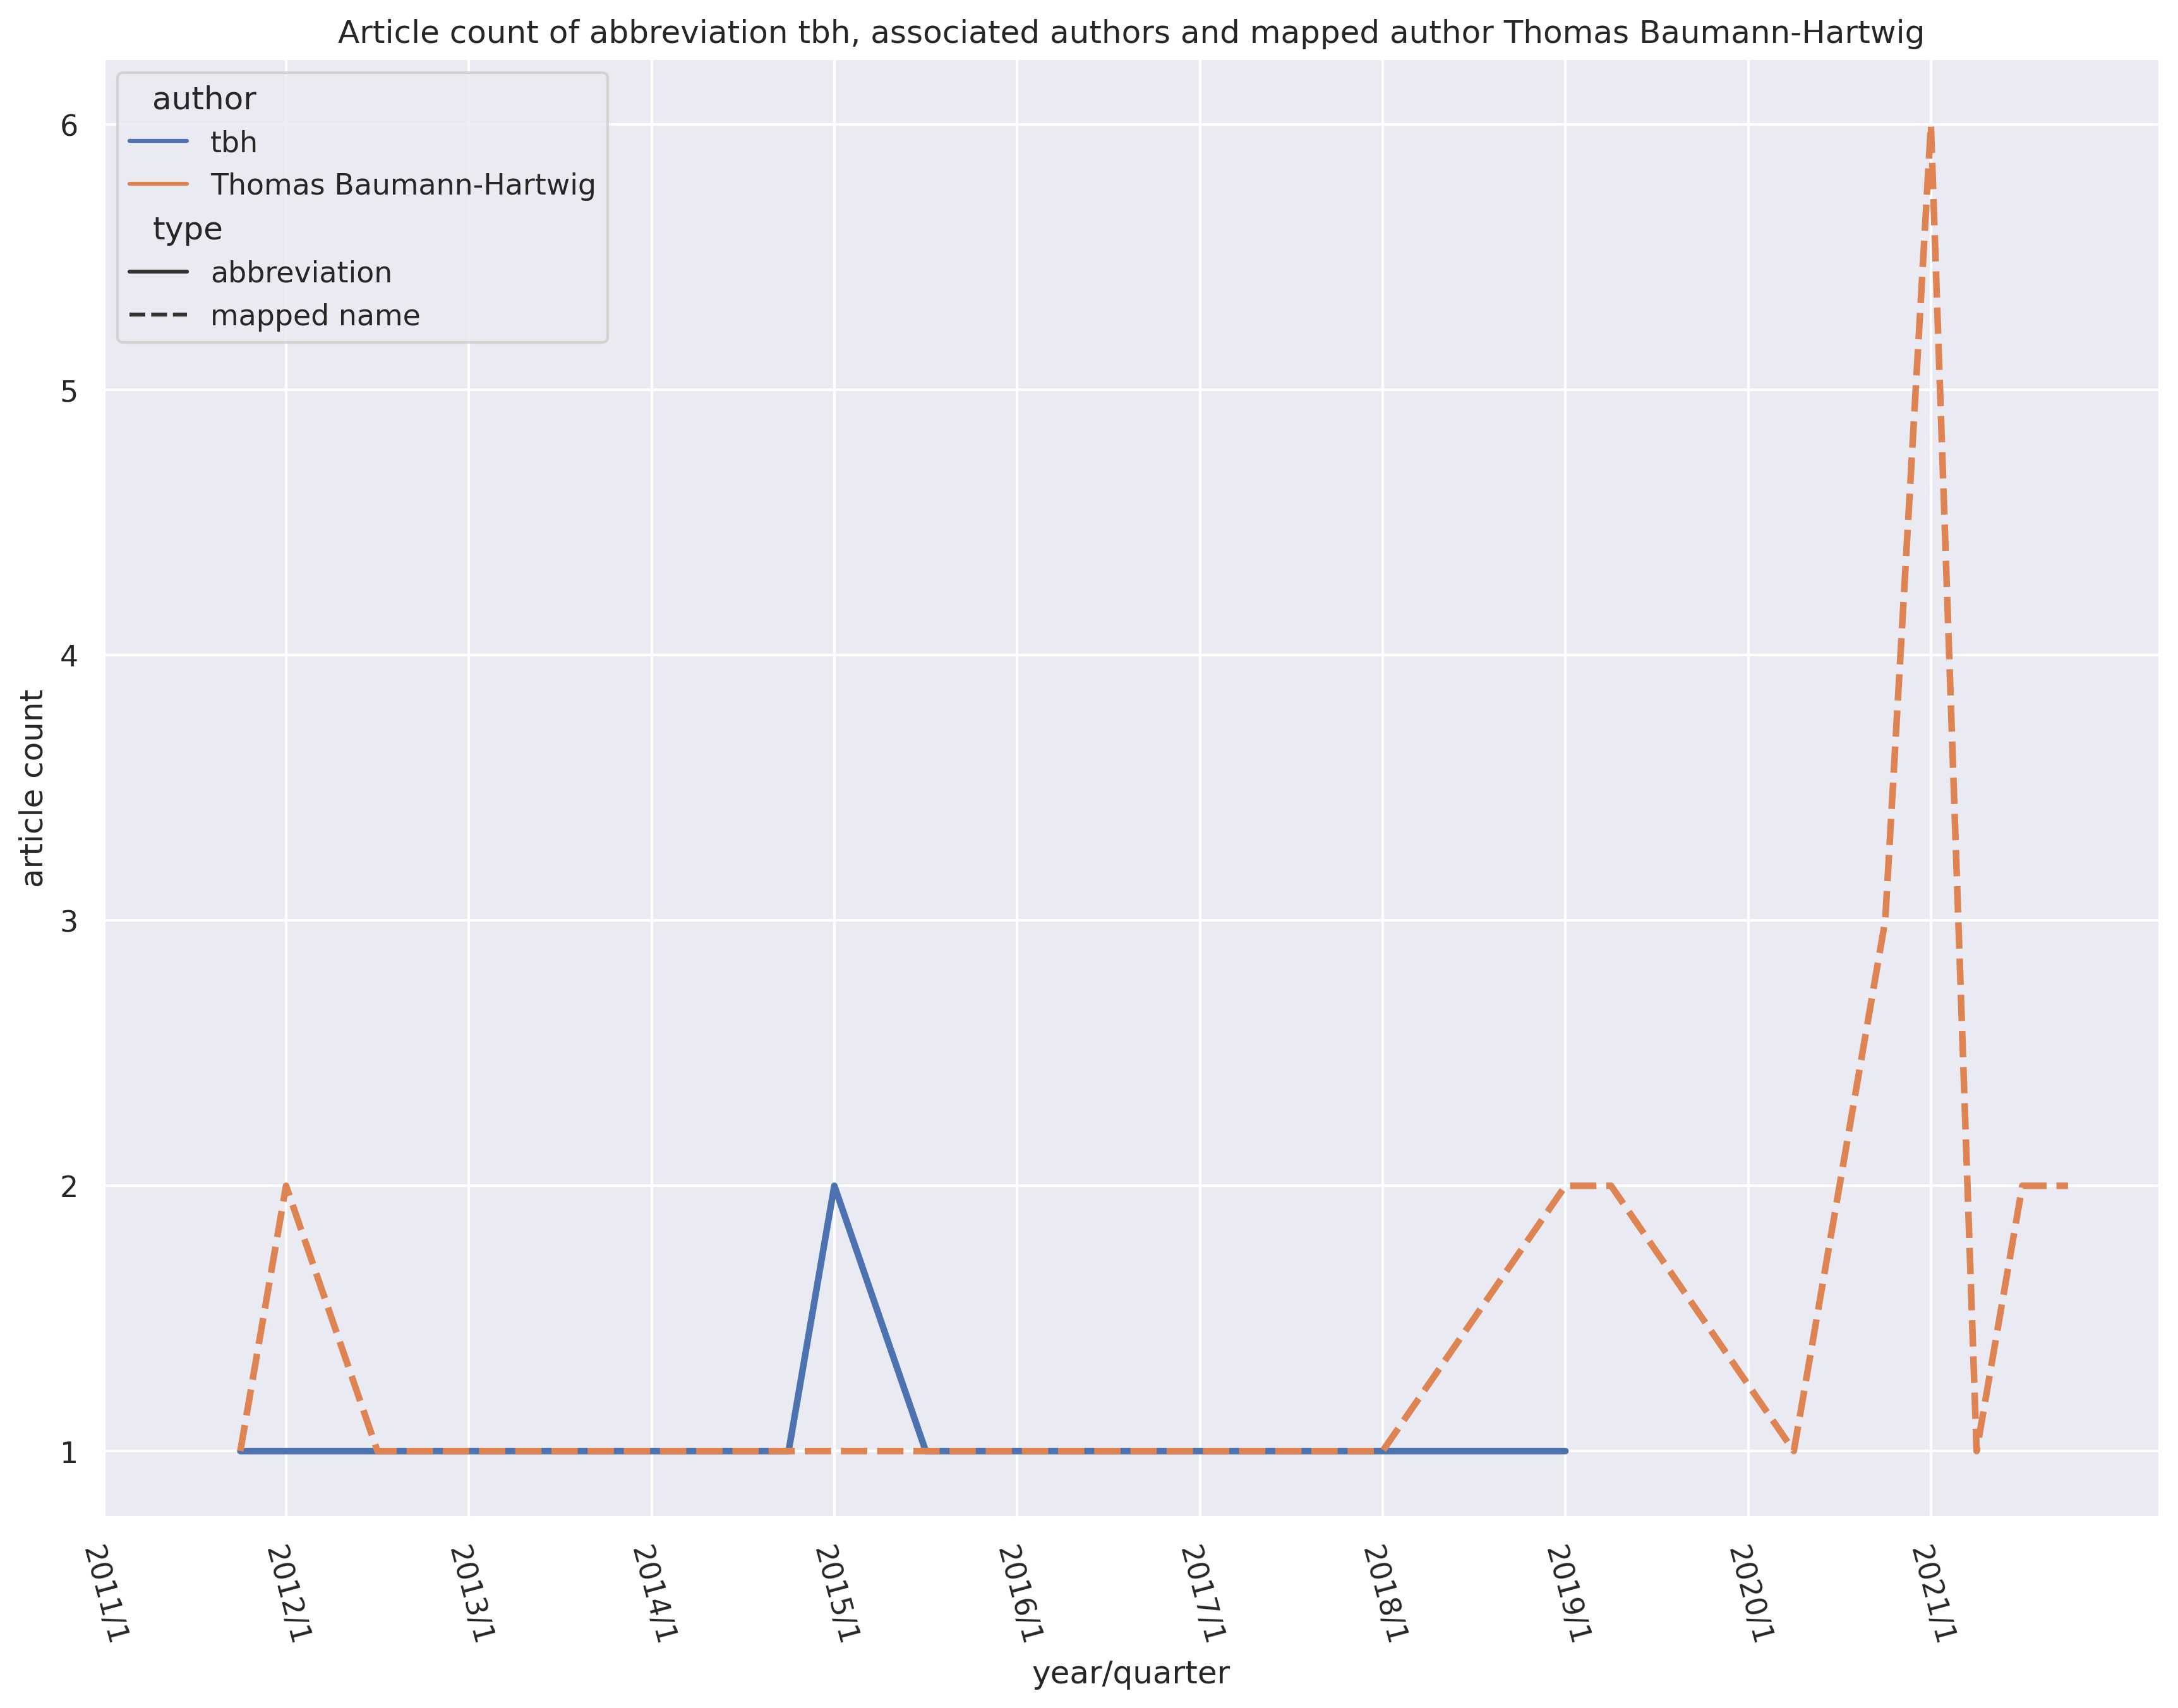 Article count of abbreviation tbh, associated authors and mapped author Thomas Baumann-Hartwig
author
tbh
Thomas Baumann-Hartwig
type
abbreviation
mapped name
article count
6
5
4
3
2
1
2011/1
2012/1
2013/1
2014/1
2015/1
2016/1
2017/1
2018/1
2019/1
2020/1
2021/1
year/quarter